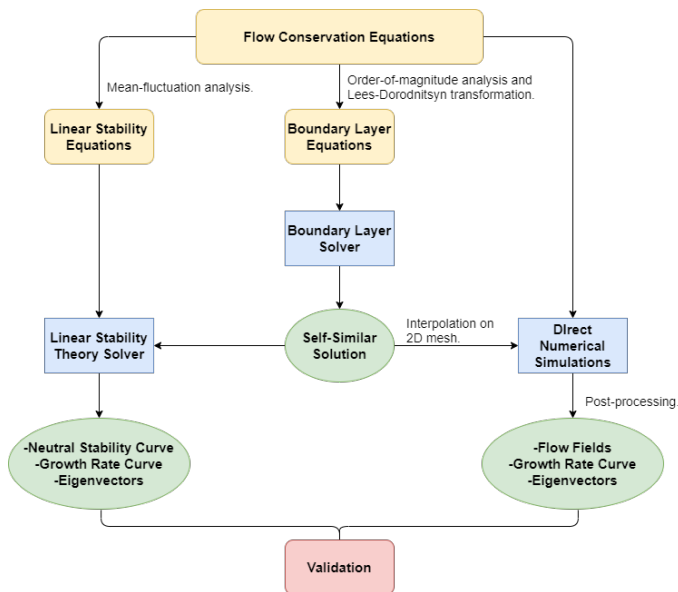 Flow Conservation Equations
Mean-fluctuation analysis.
Order-of-magnitude analysis and
Lees-Dorodnitsyn transformation.
Linear Stability
Equations
Boundary Layer
Equations
Boundary Layer
Solver
Linear Stability
Theory Solver
Self-Similar
Solution
Interpolation on
2D mesh.
DIrect
Numerical
Simulations
Post-processing.
-Neutral Stability Curve
-Growth Rate Curve
-Eigenvectors
-Flow Fields
-Growth Rate Curve
-Eigenvectors
Validation